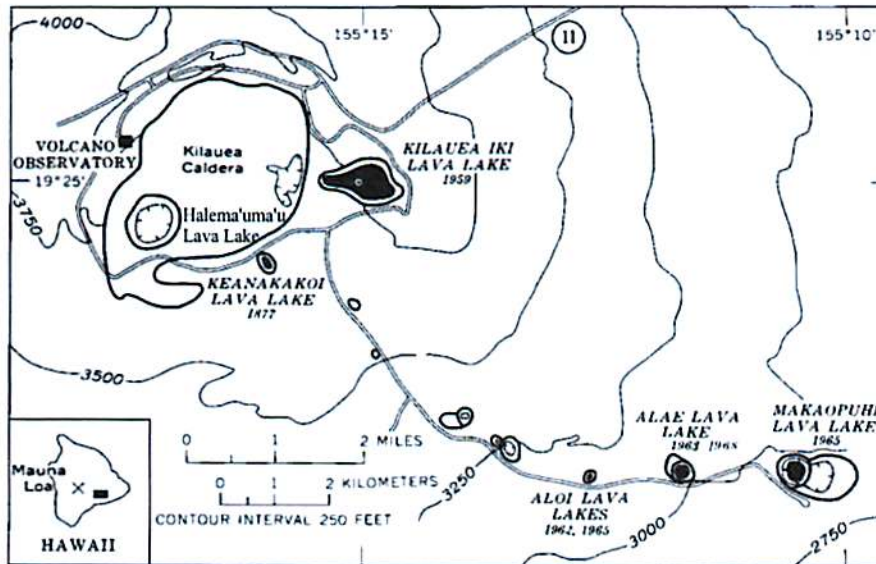 4000
155°15'
11
155°10'
VOLCANO
OBSERVATORY
19°25'
Kilauea
Caldera
KILAUEA IKI
LAVA LAKE
1959
3750
Halema'uma'u
Lava Lake
KEANAKAKOI
LAVA LAKE
1877
3500
0 1 2 MILES
0 1 2 KILOMETERS
CONTOUR INTERVAL 250 FEET
3250
ALOI LAVA
LAKES
1962, 1965
ALAE LAVA
LAKE
1963 1968
MAKAOPUHI
LAVA LAKE
1965
3000
2750
Mauna
Loa
HAWAII